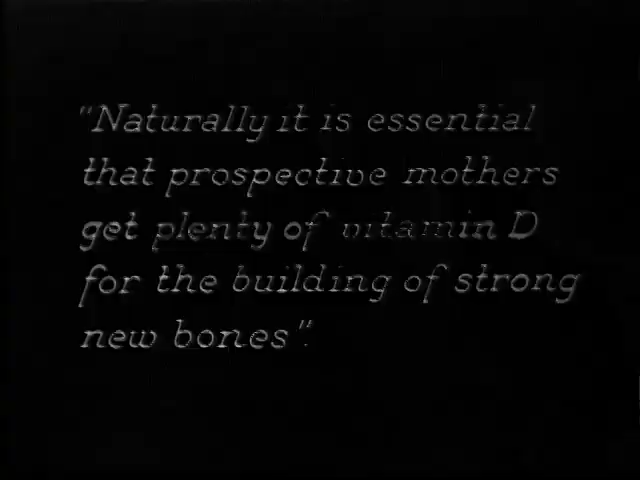 "Naturally it is essential
that prospective mothers
get plenty of vitamin D
for the building of strong
new bones".